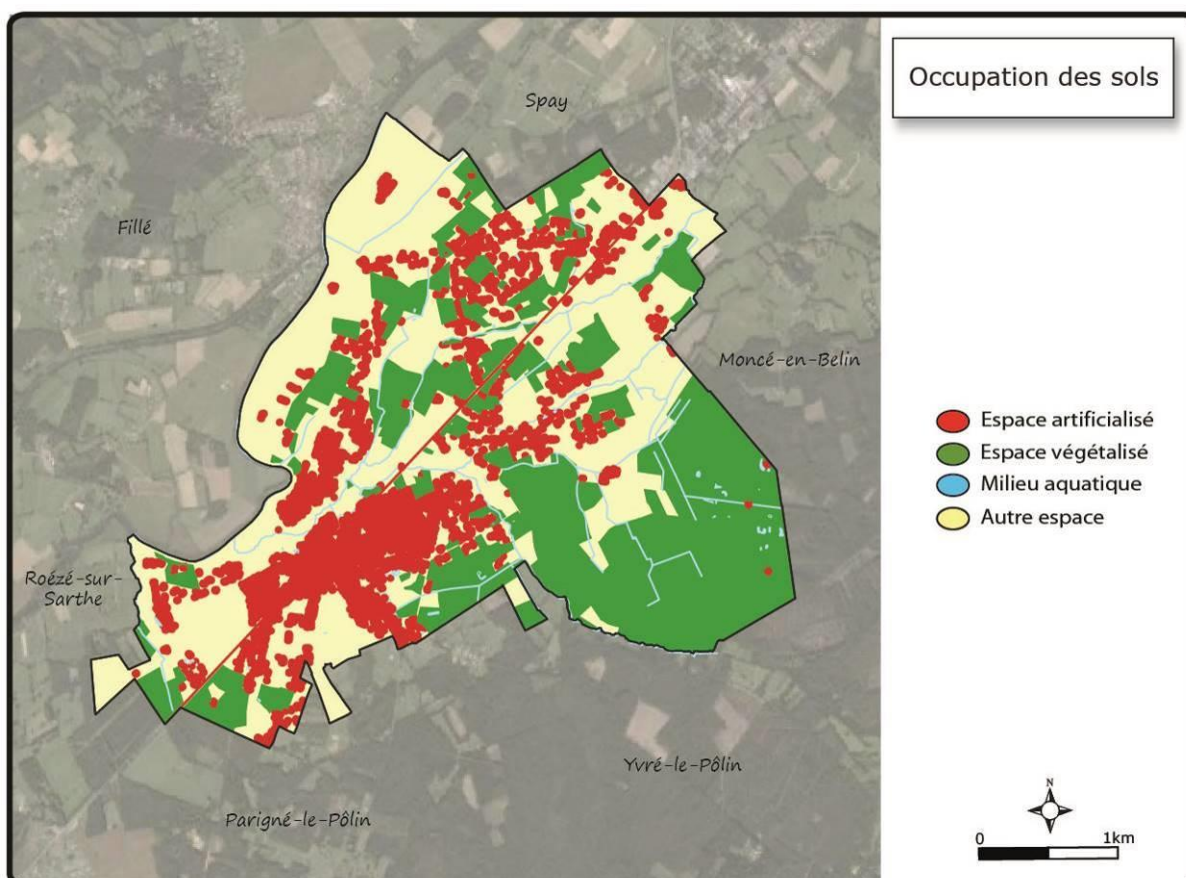 Occupation des sols
Spay
Fillé
Moncé-en-Belin
Roézé-sur-
Sarthe
Yvré-le-Pôlin
Parigné-le-Pôlin
Espace artificialisé
Espace végétalisé
Milieu aquatique
Autre espace
N
0 1km